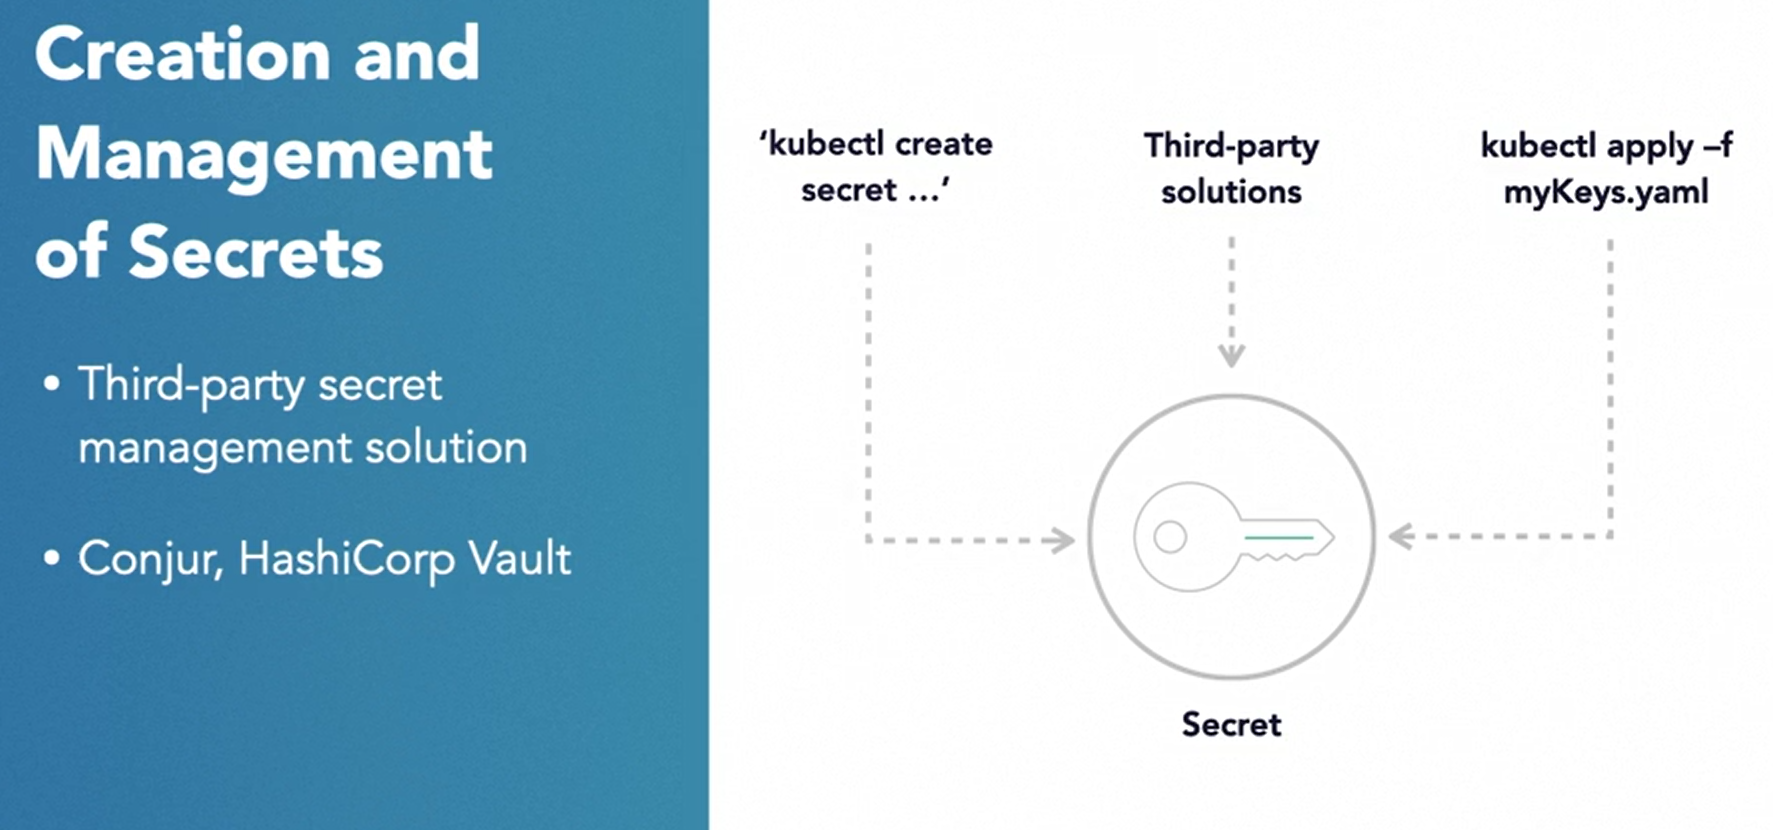 Creation and
Management
of Secrets
• Third-party secret
management solution
• Conjur, HashiCorp Vault
‘kubectl create
secret ...’
Third-party
solutions
kubectl apply –f
myKeys.yaml
Secret